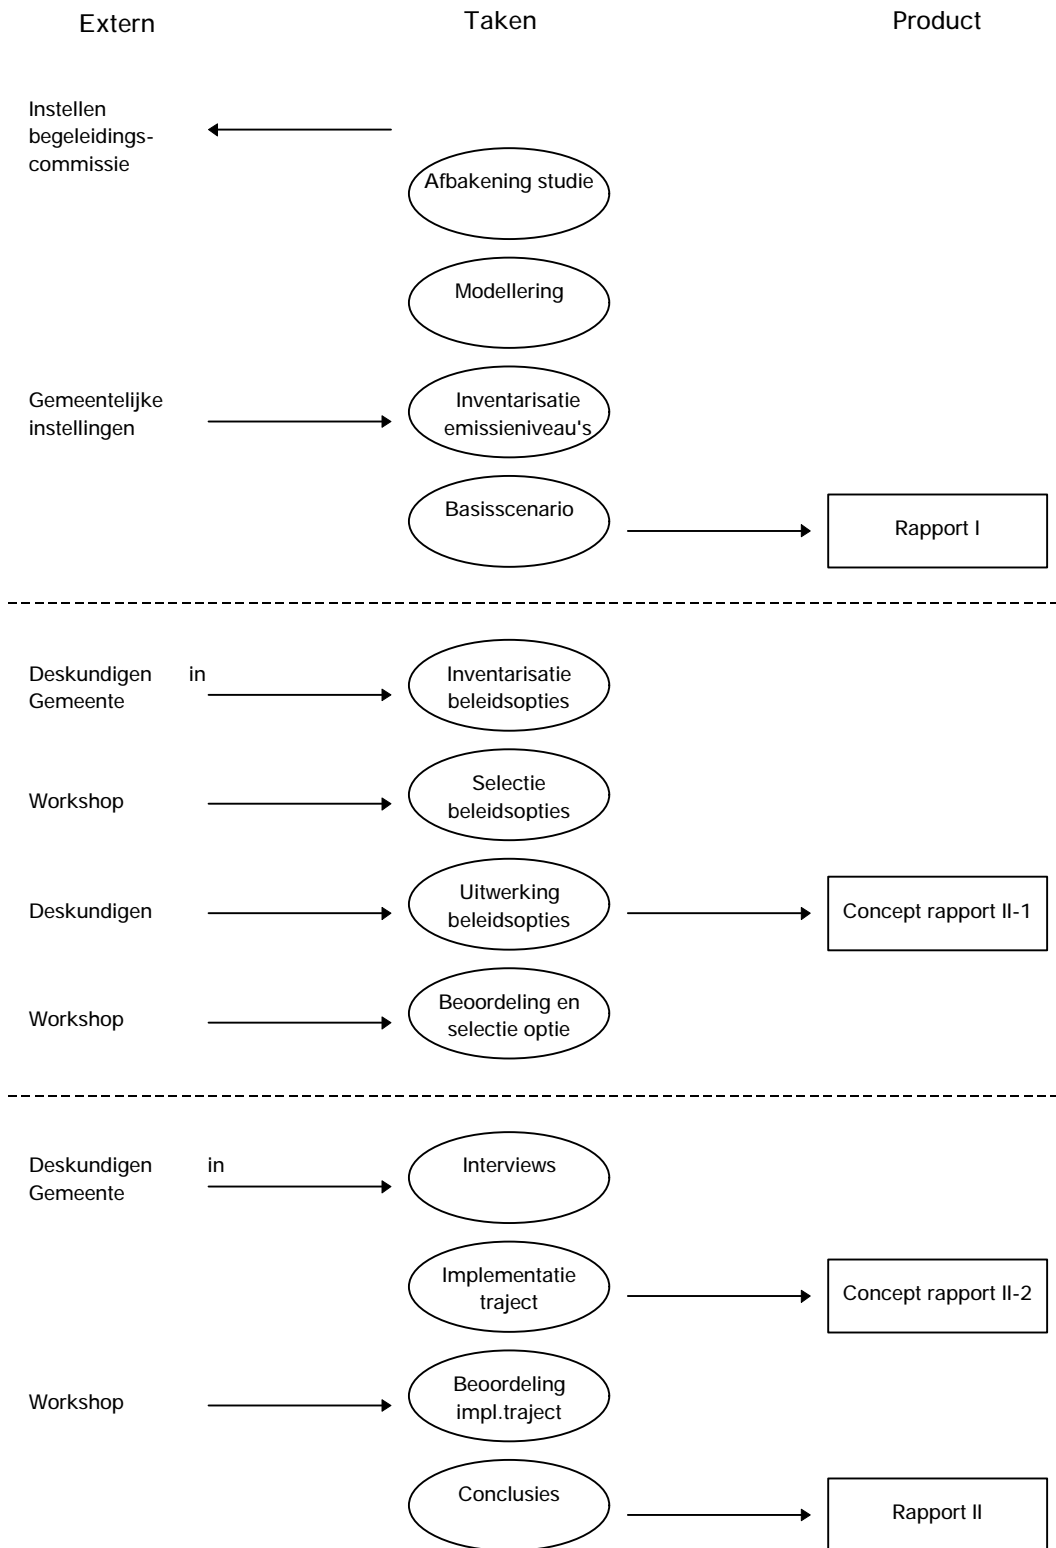 Extern Taken Product
Instellen
begeleidings-
commissie
Afbakening studie
Modellering
Gemeentelijke
instellingen
Inventarisatie
emissieniveau's
Basisscenario
Rapport I
Deskundigen in
Gemeente
Inventarisatie
beleidsopties
Workshop
Selectie
beleidsopties
Deskundigen
Uitwerking
beleidsopties
Concept rapport II-1
Workshop
Beoordeling en
selectie optie
Deskundigen in
Gemeente
Interviews
Implementatie
traject
Concept rapport II-2
Workshop
Beoordeling
impl.traject
Conclusies
Rapport II